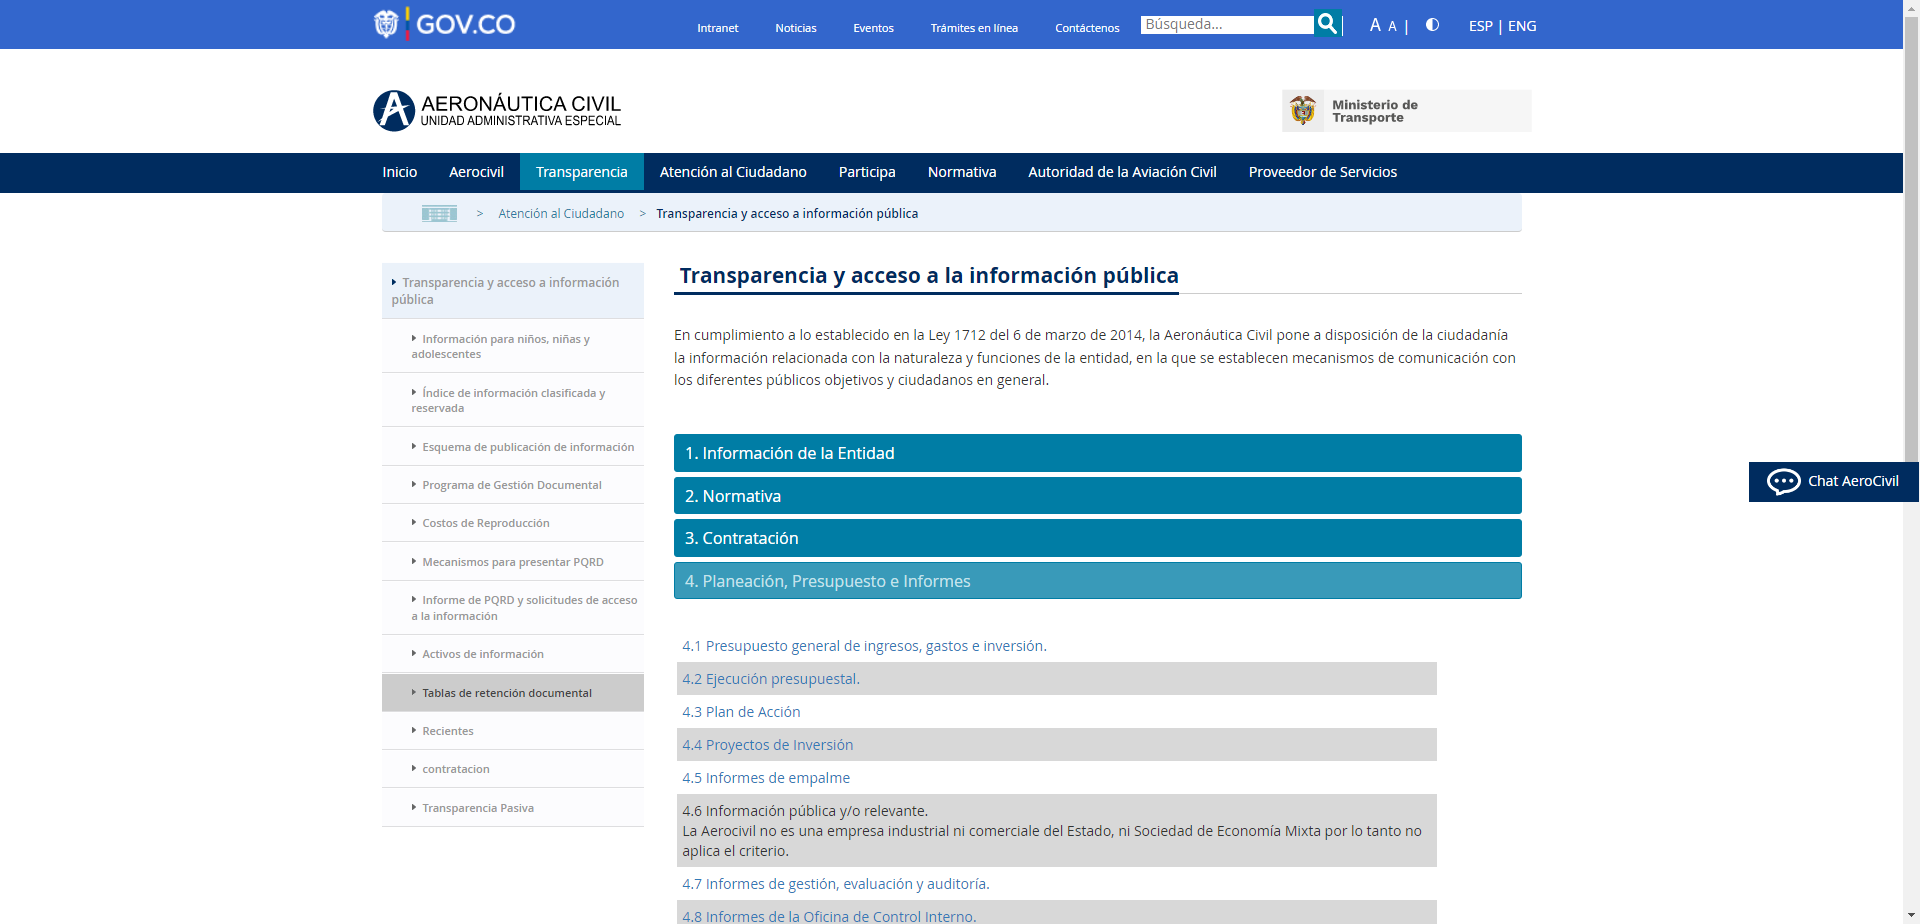 GOV.CO
Intranet
Noticias
Eventos
Trámites en línea
Contáctenos
Búsqueda...
A A |
ESP | ENG
AERONÁUTICA CIVIL
UNIDAD ADMINISTRATIVA ESPECIAL
Ministerio de
Transporte
Inicio
Aerocivil
Transparencia
Atención al Ciudadano
Participa
Normativa
Autoridad de la Aviación Civil
Proveedor de Servicios
> Atención al Ciudadano > Transparencia y acceso a información pública
Transparencia y acceso a información
pública
Información para niños, niñas y
adolescentes
Índice de información clasificada y
reservada
Esquema de publicación de información
Programa de Gestión Documental
Costos de Reproducción
Mecanismos para presentar PQRD
Informe de PQRD y solicitudes de acceso
a la información
Activos de información
Tablas de retención documental
Recientes
contratacion
Transparencia Pasiva
Transparencia y acceso a la información pública
En cumplimiento a lo establecido en la Ley 1712 del 6 de marzo de 2014, la Aeronáutica Civil pone a disposición de la ciudadanía
la información relacionada con la naturaleza y funciones de la entidad, en la que se establecen mecanismos de comunicación con
los diferentes públicos objetivos y ciudadanos en general.
1. Información de la Entidad
2. Normativa
3. Contratación
4. Planeación, Presupuesto e Informes
4.1 Presupuesto general de ingresos, gastos e inversión.
4.2 Ejecución presupuestal.
4.3 Plan de Acción
4.4 Proyectos de Inversión
4.5 Informes de empalme
4.6 Información pública y/o relevante.
La Aerocivil no es una empresa industrial ni comerciale del Estado, ni Sociedad de Economía Mixta por lo tanto no
aplica el criterio.
4.7 Informes de gestión, evaluación y auditoría.
4.8 Informes de la Oficina de Control Interno.
Chat AeroCivil